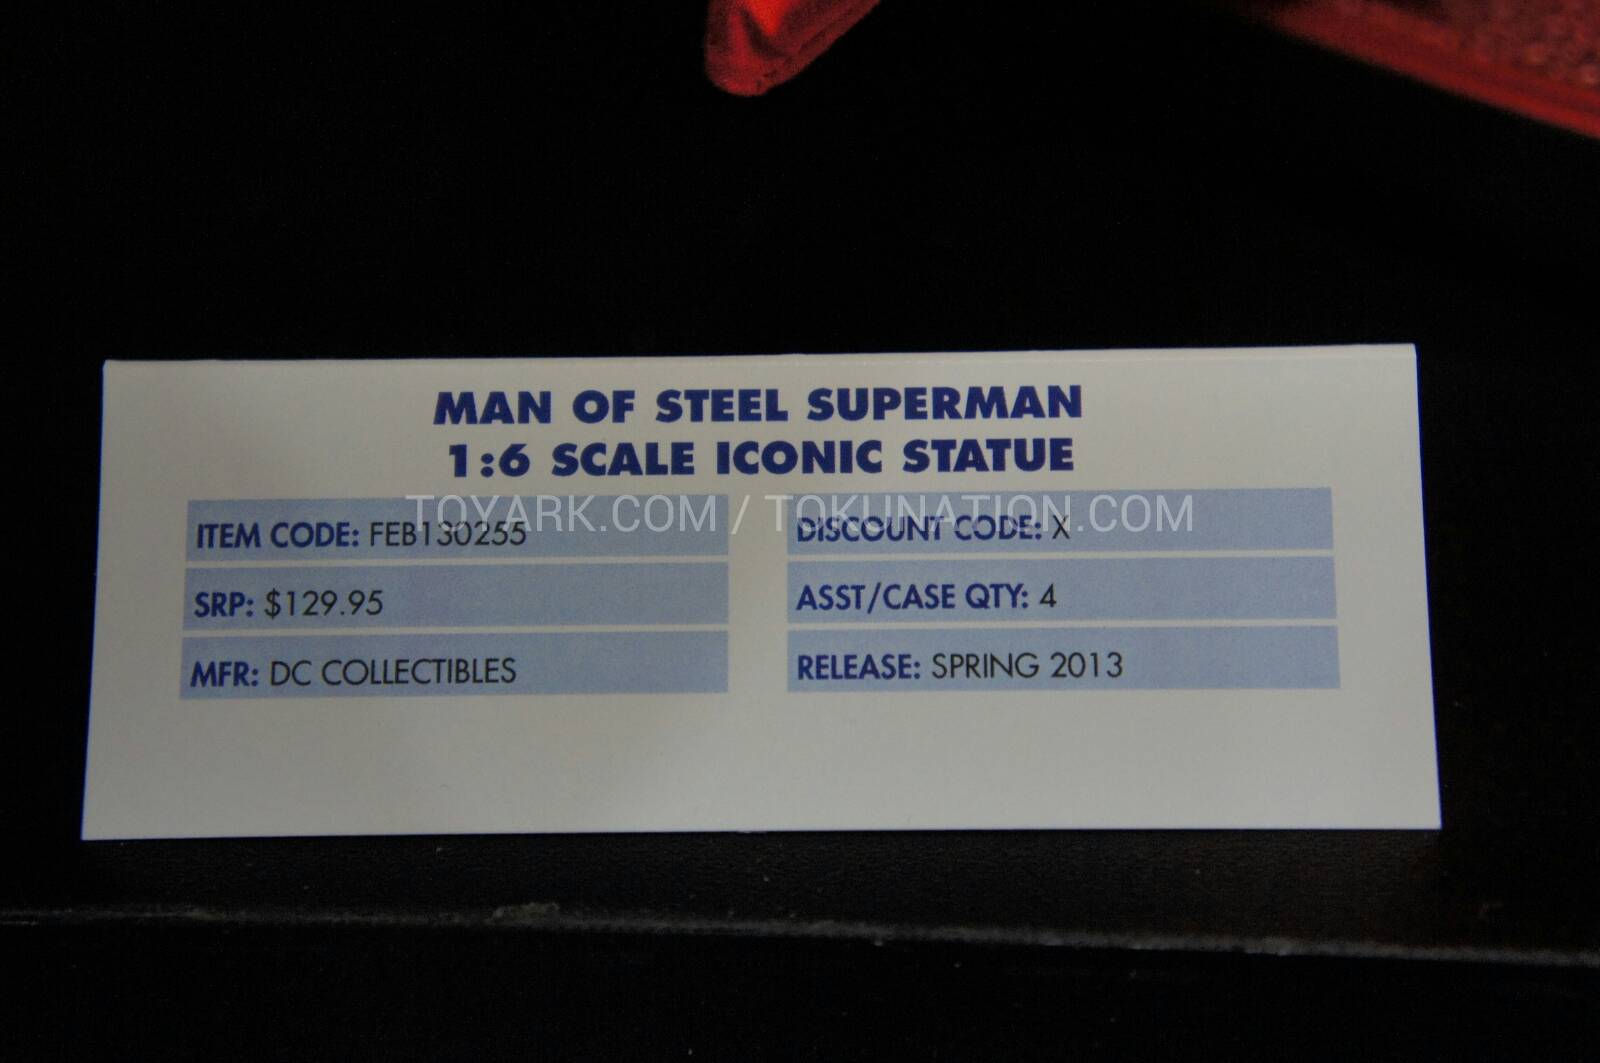 MAN OF STEEL SUPERMAN
1:6 SCALE ICONIC STATUE
TOYARK.COM / TOKUNATION.COM
ITEM CODE: FEB130255
SRP: $129.95
MFR: DC COLLECTIBLES
DISCOUNT CODE: X
ASST/CASE QTY: 4
RELEASE: SPRING 2013